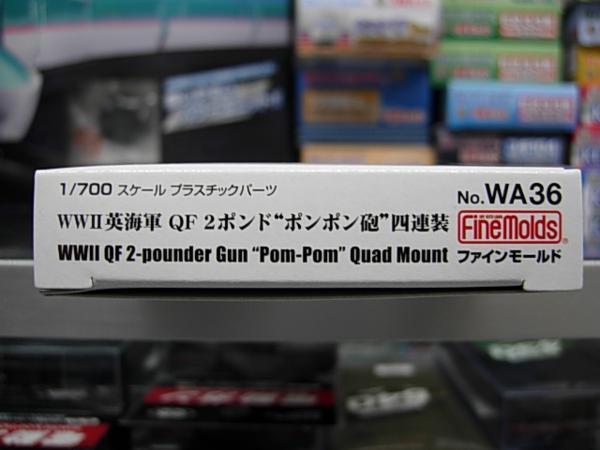 1/700 スケール プラスチックパーツ
No.WA36
WWII英海軍 QF 2ポンド“ポンポン砲”四連装
FineMolds
WWII QF 2-pounder Gun “Pom-Pom” Quad Mount
ファインモールド